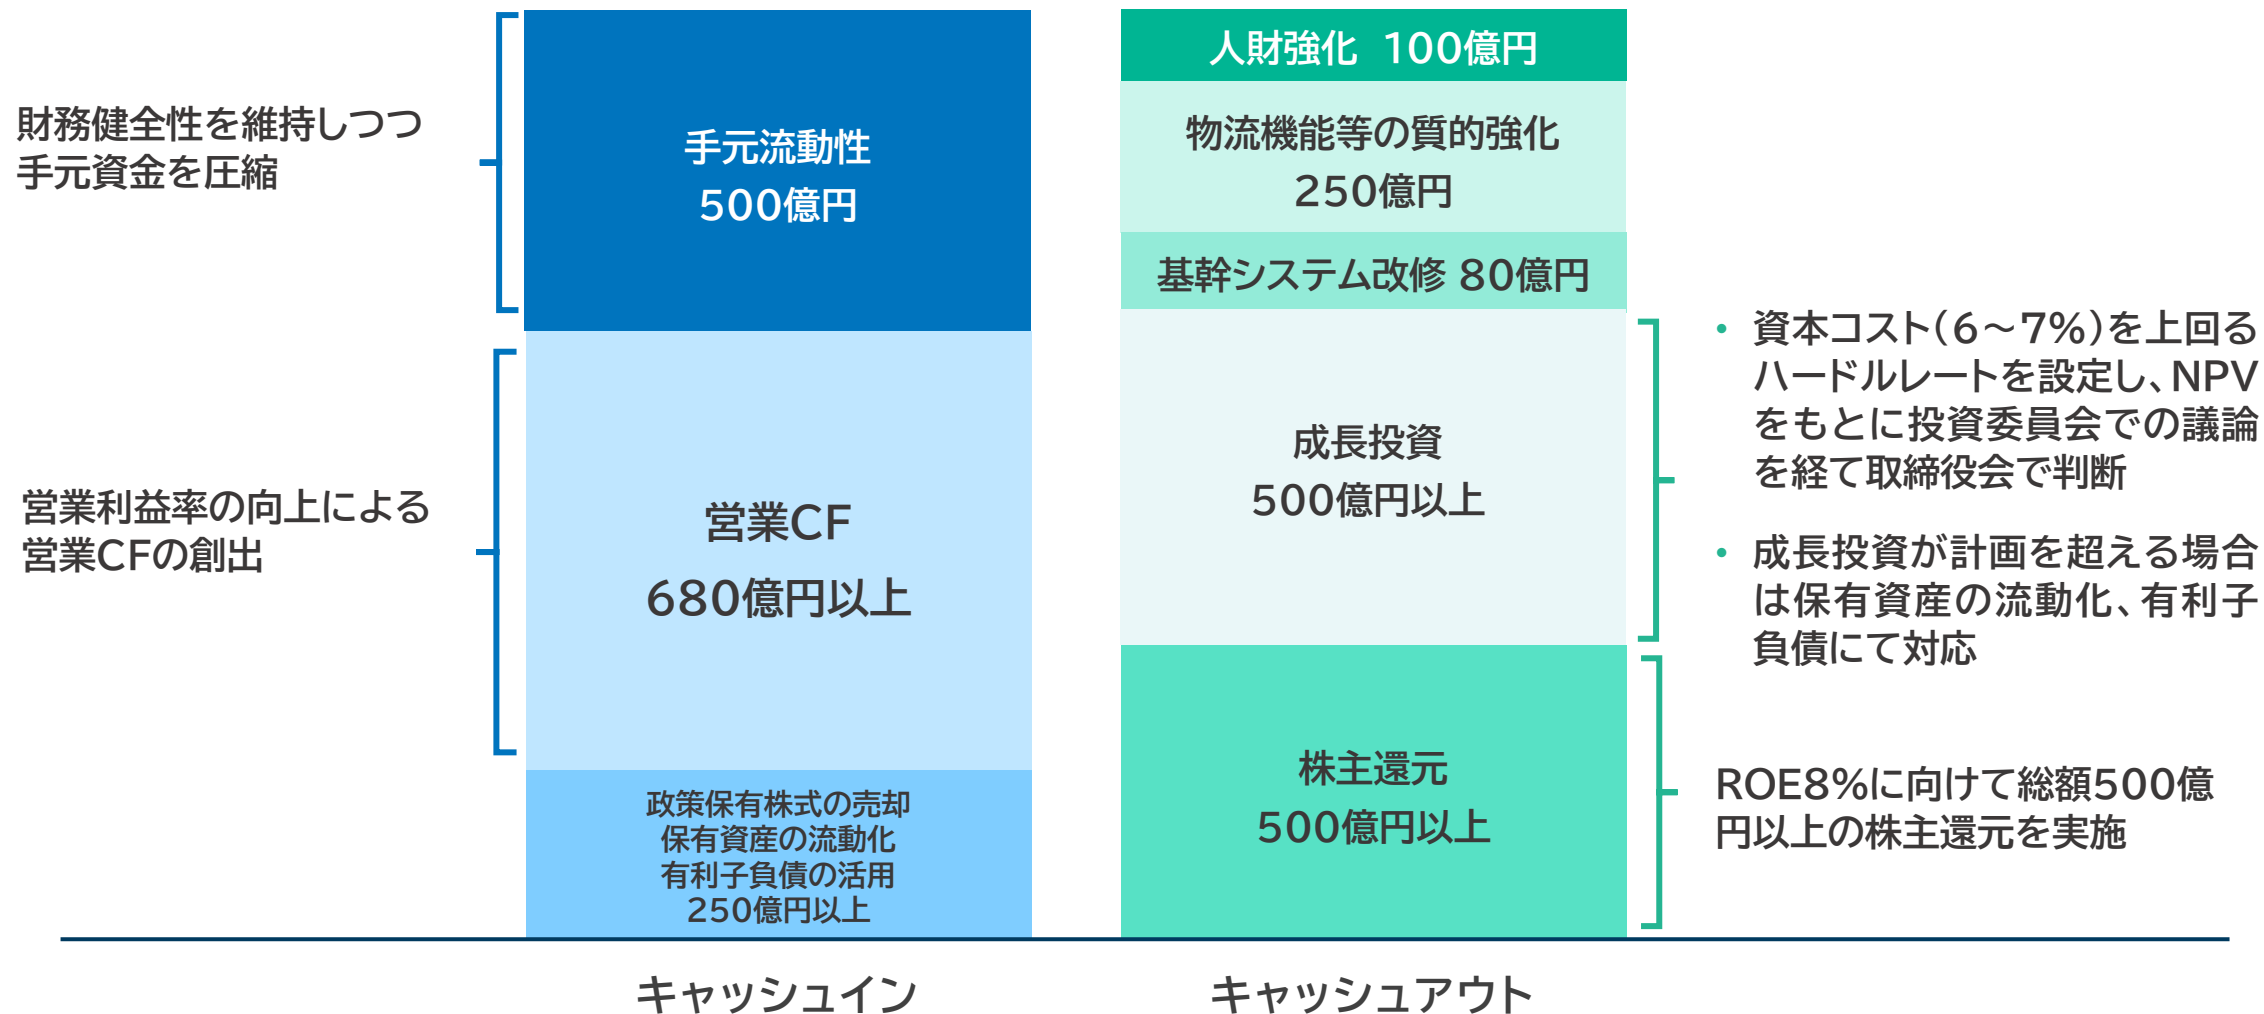 財務健全性を維持しつつ
手元資金を圧縮
営業利益率の向上による
営業CFの創出
手元流動性
500億円
営業CF
680億円以上
政策保有株式の売却
保有資産の流動化
有利子負債の活用
250億円以上
キャッシュイン
人財強化 100億円
物流機能等の質的強化
250億円
基幹システム改修 80億円
成長投資
500億円以上
株主還元
500億円以上
キャッシュアウト
• 資本コスト(6～7%)を上回る
ハードルレートを設定し、NPV
をもとに投資委員会での議論
を経て取締役会で判断
• 成長投資が計画を超える場合
は保有資産の流動化、有利子
負債にて対応
ROE8%に向けて総額500億
円以上の株主還元を実施